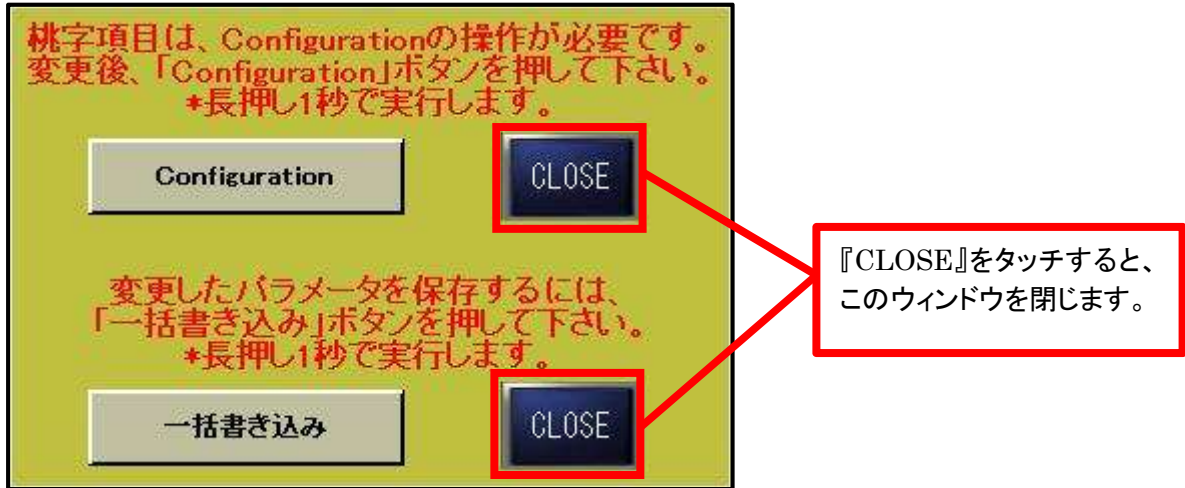 桃字項目は、Configurationの操作が必要です。
変更後、「Configuration」ボタンを押して下さい。
*長押し1秒で実行します。
Configuration
CLOSE
変更したパラメータを保存するには、
「一括書き込み」ボタンを押して下さい。
*長押し1秒で実行します。
一括書き込み
CLOSE
『CLOSE』をタッチすると、
このウィンドウを閉じます。